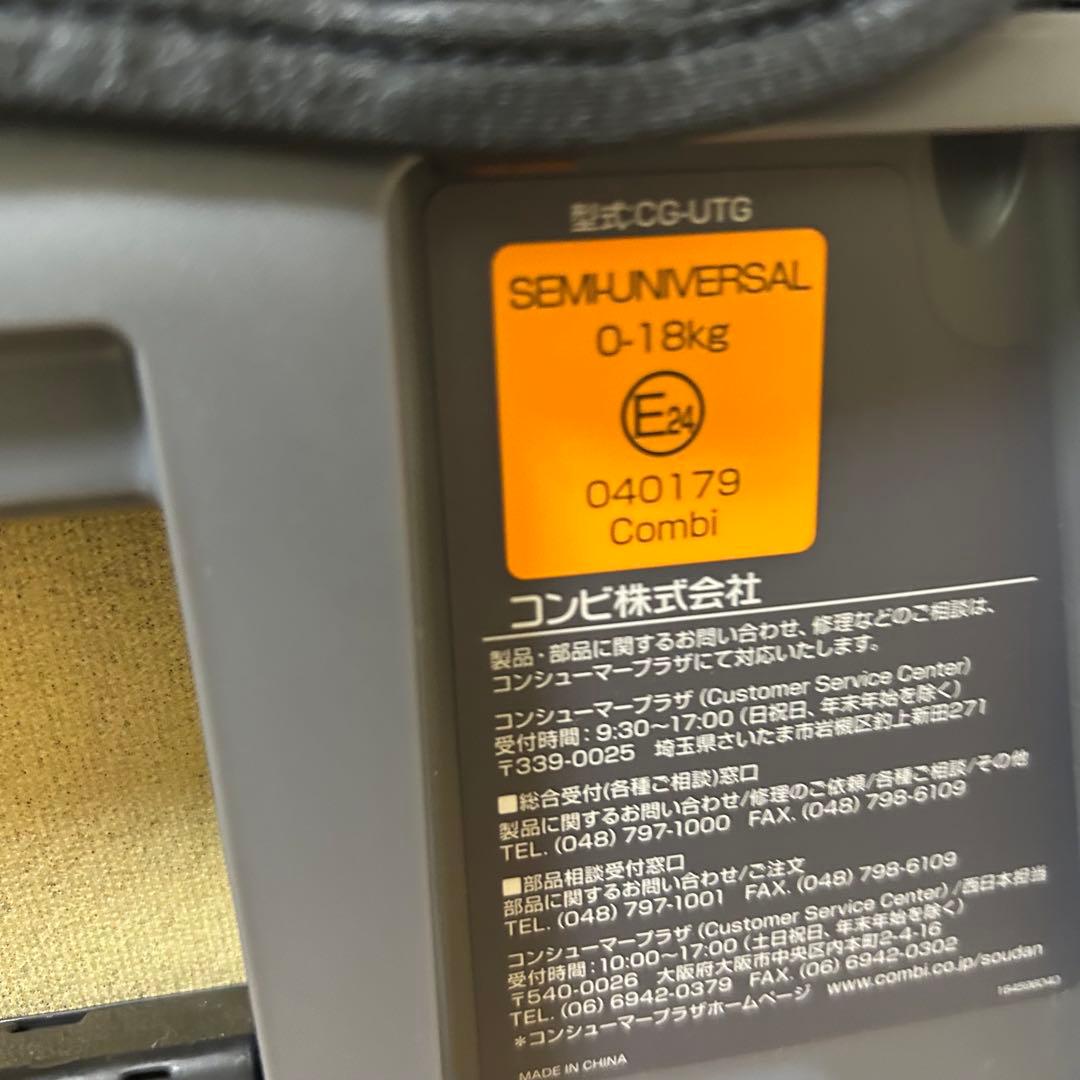 型式:CG-UTG
SEMI-UNIVERSAL
0-18kg
E24
040179
Combi
コンビ株式会社
製品・部品に関するお問い合わせ、修理などのご相談は、
コンシューマープラザにて対応いたします。
コンシューマープラザ (Customer Service Center)
受付時間：9:30～17:00 (日祝日、年末年始を除く)
〒339-0025 埼玉県さいたま市岩槻区釣上新田271
■総合受付(各種ご相談)窓口
製品に関するお問い合わせ/修理のご依頼/各種ご相談/その他
TEL. (048) 797-1000 FAX. (048) 798-6109
■部品相談受付窓口
部品に関するお問い合わせ/ご注文
TEL. (048) 797-1001 FAX. (048) 798-6109
コンシューマープラザ (Customer Service Center) /西日本担当
受付時間：10:00～17:00 (土日祝日、年末年始を除く)
〒540-0026 大阪府大阪市中央区内本町2-4-16
TEL. (06) 6942-0379 FAX. (06) 6942-0302
*コンシューマープラザホームページ www.combi.co.jp/soudan
MADE IN CHINA